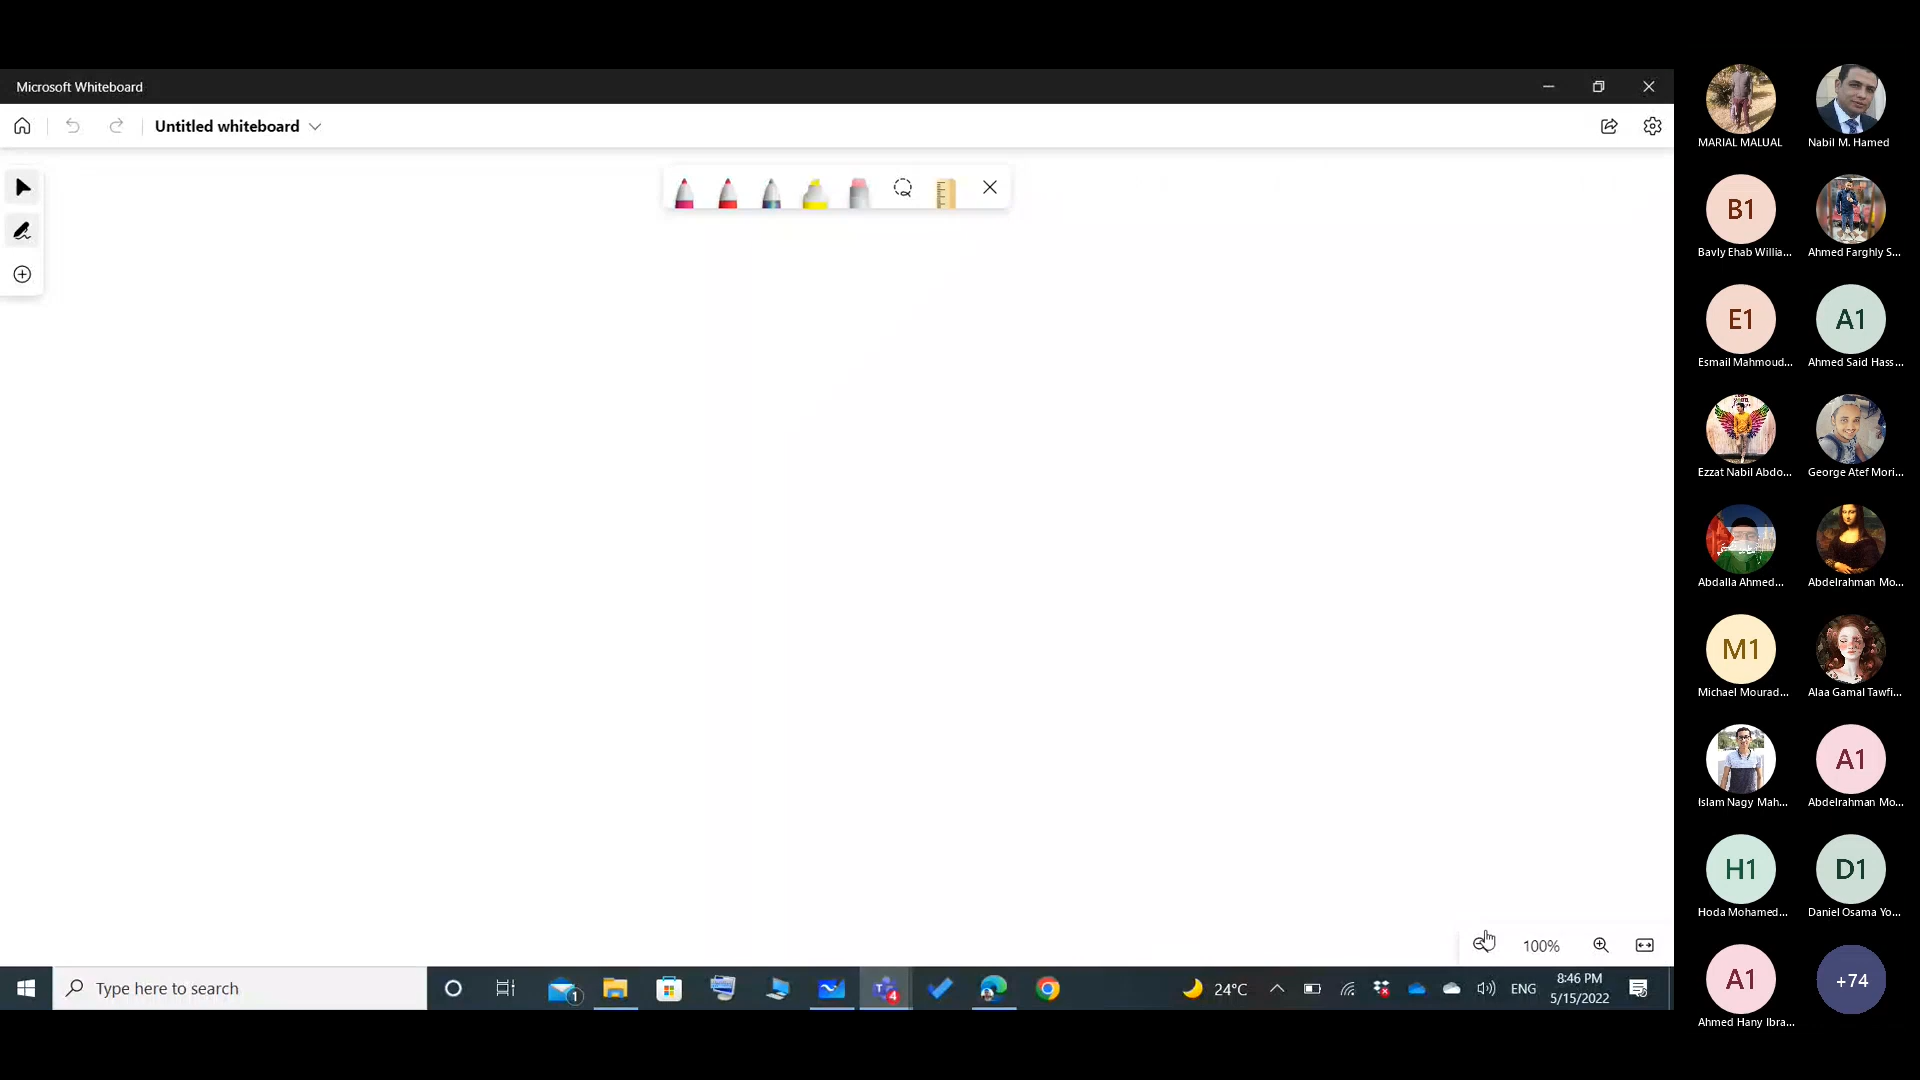 Microsoft Whiteboard
Untitled whiteboard
100%
Type here to search
1
4
24°C
ENG
8:46 PM
5/15/2022
MARIAL MALUAL
Nabil M. Hamed
B1
Bavly Ehab Willia...
Ahmed Farghly S...
E1
Esmail Mahmoud...
A1
Ahmed Said Hass...
Ezzat Nabil Abdo...
George Atef Mori...
Abdalla Ahmed...
Abdelrahman Mo...
M1
Michael Mourad...
Alaa Gamal Tawfi...
Islam Nagy Mah...
A1
Abdelrahman Mo...
H1
Hoda Mohamed...
D1
Daniel Osama Yo...
A1
Ahmed Hany Ibra...
+74